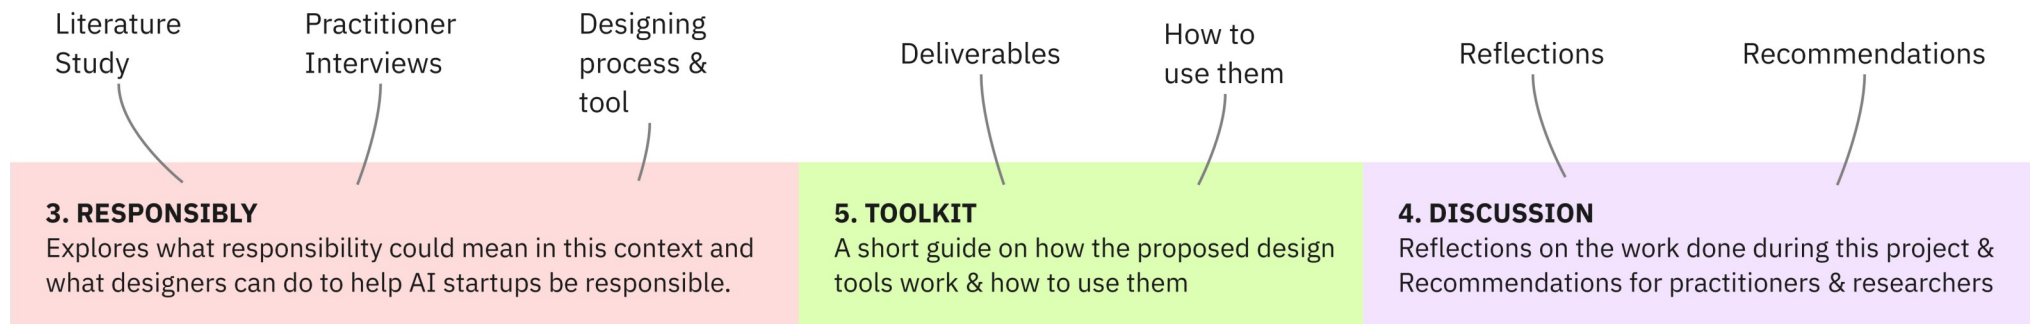 Literature
Study
Practitioner
Interviews
Designing
process &
tool
Deliverables
How to
use them
Reflections
Recommendations
3. RESPONSIBLY
Explores what responsibility could mean in this context and
what designers can do to help AI startups be responsible.
5. TOOLKIT
A short guide on how the proposed design
tools work & how to use them
4. DISCUSSION
Reflections on the work done during this project &
Recommendations for practitioners & researchers